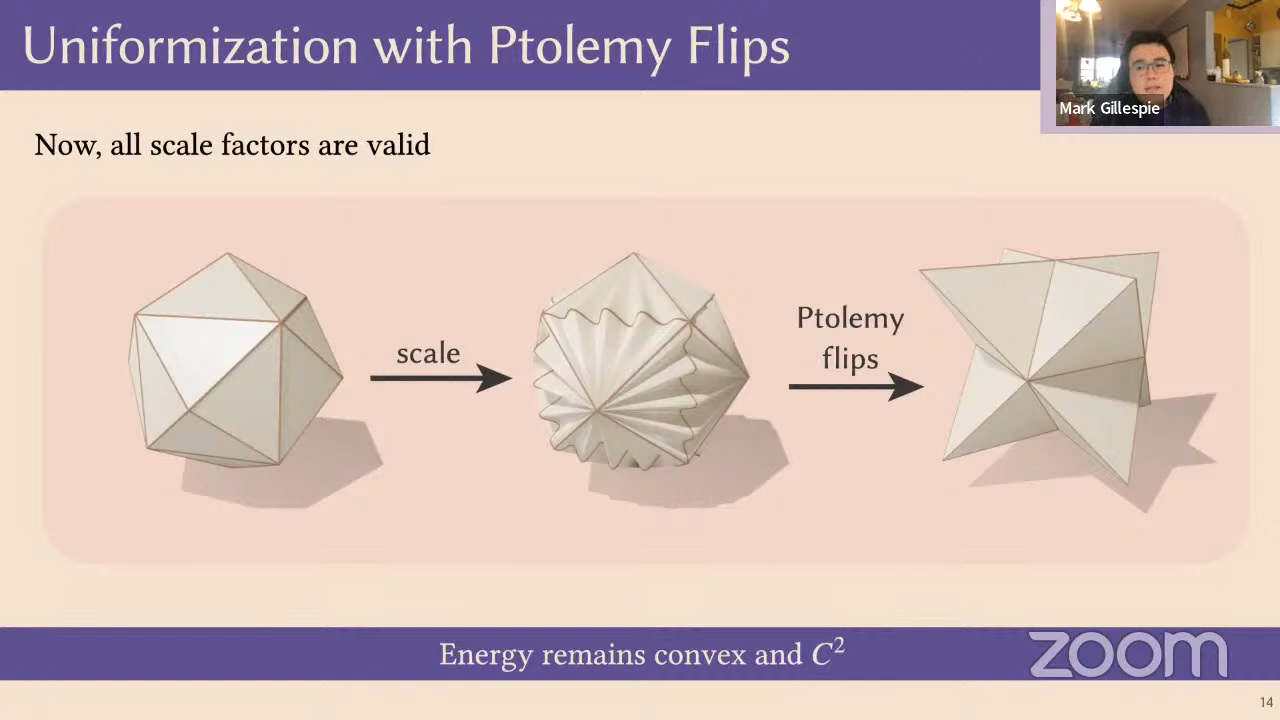 Uniformization with Ptolemy Flips
Mark Gillespie
Now, all scale factors are valid
scale
Ptolemy
flips
Energy remains convex and C²
zoom
14